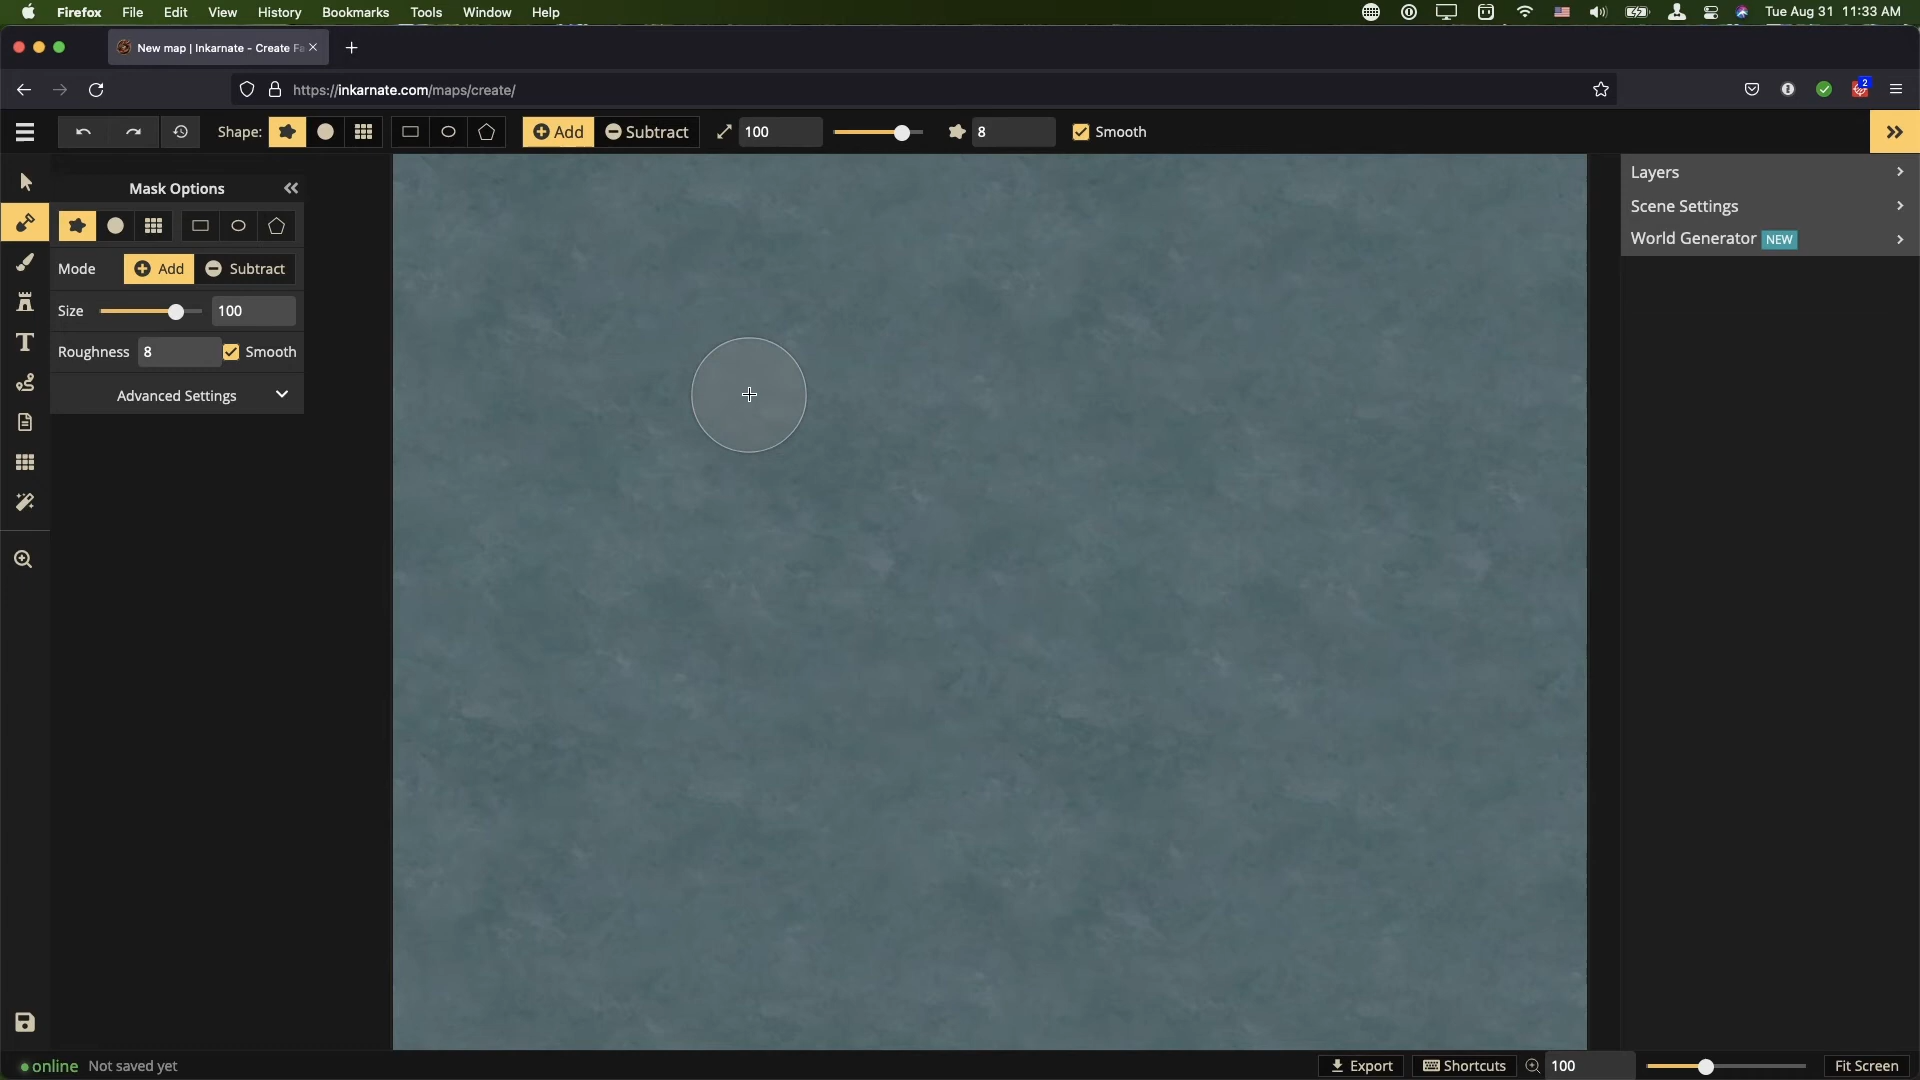 Firefox File Edit View History Bookmarks Tools Window Help Tue Aug 31 11:33 AM
New map | Inkarnate - Create Fa
https://inkarnate.com/maps/create/ 2
Shape: Add Subtract 100 8 Smooth
Mask Options
Mode Add Subtract
Size 100
Roughness 8 Smooth
Advanced Settings
T
Layers
Scene Settings
World Generator NEW
online Not saved yet Export Shortcuts 100 Fit Screen